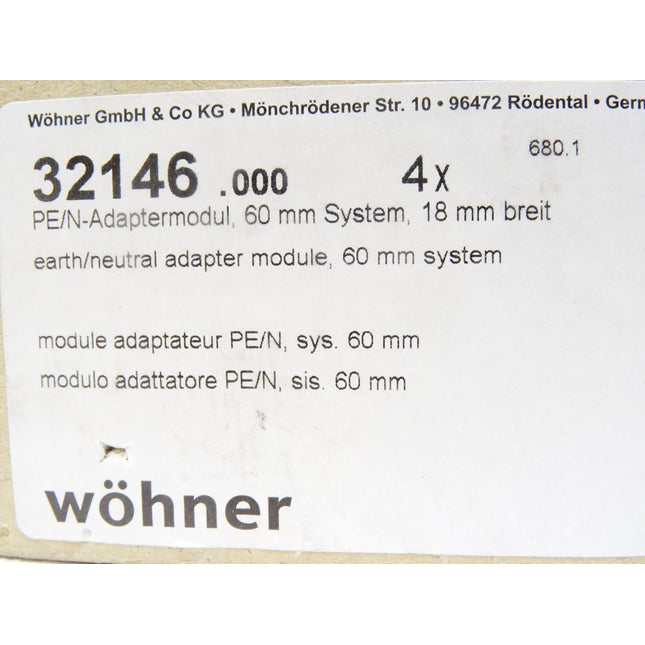 Wöhner GmbH & Co KG • Mönchrödener Str. 10 • 96472 Rödental • Germ
32146 .000 4x 680.1
PE/N-Adaptermodul, 60 mm System, 18 mm breit
earth/neutral adapter module, 60 mm system
module adaptateur PE/N, sys. 60 mm
modulo adattatore PE/N, sis. 60 mm
wöhner